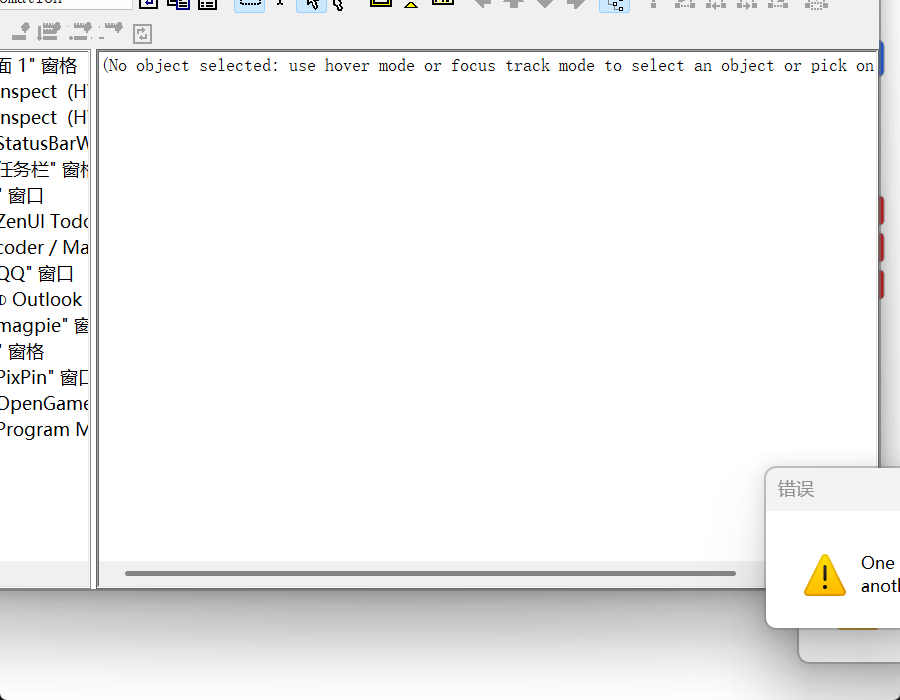 面 1" 窗格
(No object selected: use hover mode or focus track mode to select an object or pick on
nspect (H
nspect (H
StatusBarW
任务栏" 窗格
" 窗口
ZenUI Todo
coder / Ma
QQ" 窗口
Outlook
magpie" 窗
" 窗格
PixPin" 窗口
OpenGame
Program M
错误
One
anoth